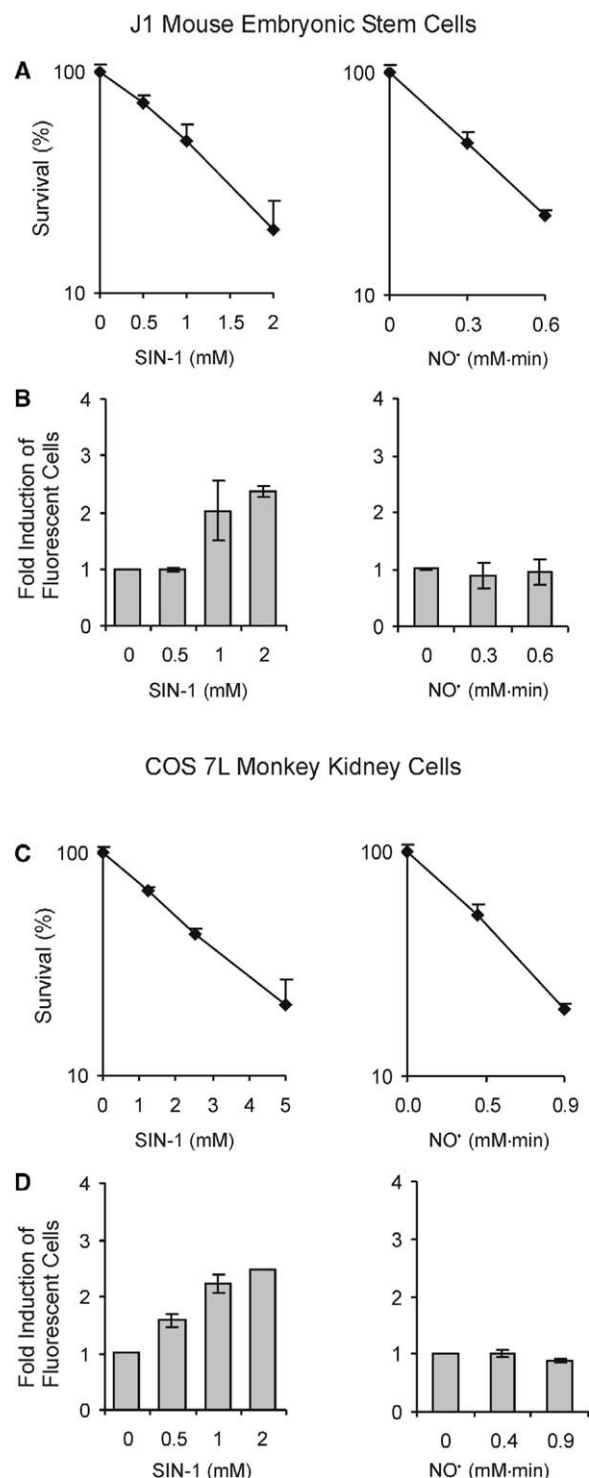 J1 Mouse Embryonic Stem Cells
A
Survival (%)
100
10
0 0.5 1 1.5 2
SIN-1 (mM)
100
10
0 0.3 0.6
NO• (mM·min)
B
Fold Induction of
Fluorescent Cells
4
3
2
1
0
0 0.5 1 2
SIN-1 (mM)
4
3
2
1
0
0 0.3 0.6
NO• (mM·min)
COS 7L Monkey Kidney Cells
C
Survival (%)
100
10
0 1 2 3 4 5
SIN-1 (mM)
100
10
0.0 0.5 0.9
NO• (mM·min)
D
Fold Induction of
Fluorescent Cells
4
3
2
1
0
0 0.5 1 2
SIN-1 (mM)
4
3
2
1
0
0 0.4 0.9
NO• (mM·min)